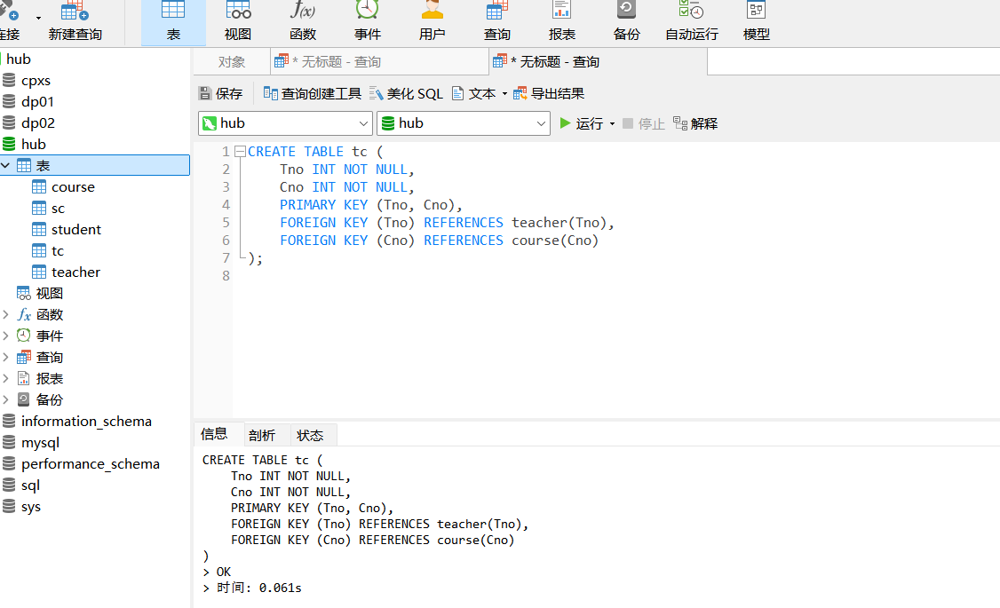 连接 新建查询 表 视图 函数 事件 用户 查询 报表 备份 自动运行 模型
hub
cpxs
dp01
dp02
hub
表
course
sc
student
tc
teacher
视图
函数
事件
查询
报表
备份
information_schema
mysql
performance_schema
sql
sys
对象 * 无标题 - 查询 * 无标题 - 查询
保存 查询创建工具 美化 SQL 文本 导出结果
hub hub 运行 停止 解释
1 CREATE TABLE tc (
2 Tno INT NOT NULL,
3 Cno INT NOT NULL,
4 PRIMARY KEY (Tno, Cno),
5 FOREIGN KEY (Tno) REFERENCES teacher(Tno),
6 FOREIGN KEY (Cno) REFERENCES course(Cno)
7 );
8
信息 剖析 状态
CREATE TABLE tc (
Tno INT NOT NULL,
Cno INT NOT NULL,
PRIMARY KEY (Tno, Cno),
FOREIGN KEY (Tno) REFERENCES teacher(Tno),
FOREIGN KEY (Cno) REFERENCES course(Cno)
)
> OK
> 时间: 0.061s